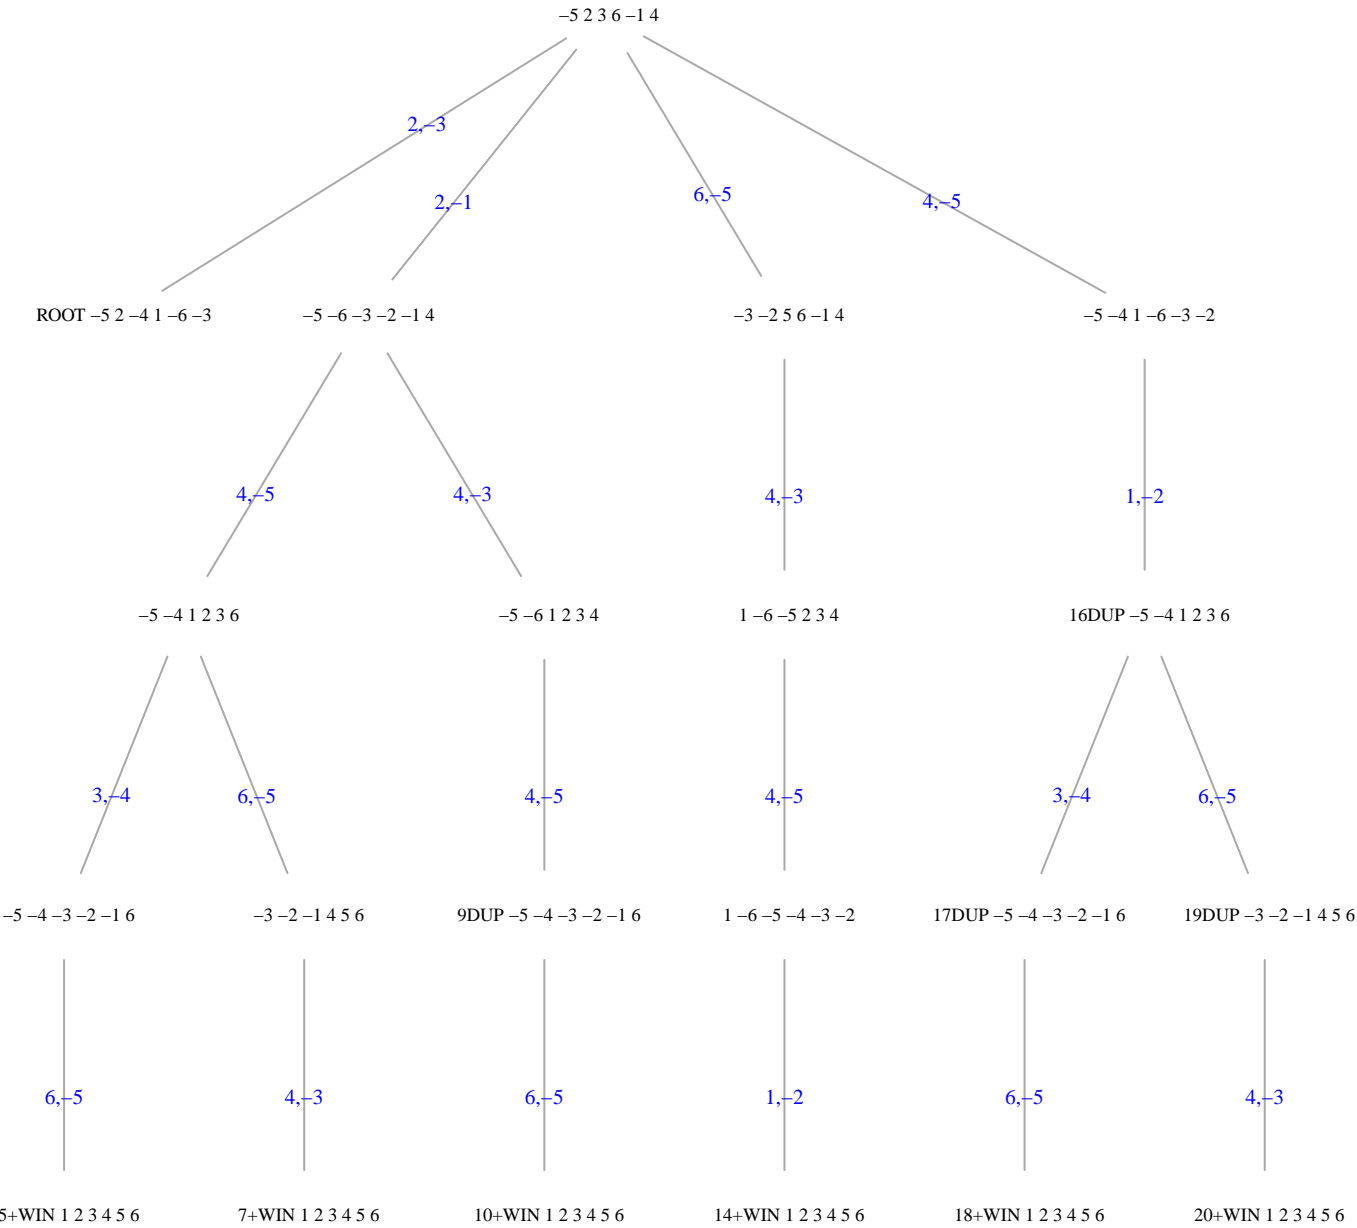 –5 2 3 6 –1 4
2,–3
2,–1
6,–5
4,–5
ROOT –5 2 –4 1 –6 –3
–5 –6 –3 –2 –1 4
–3 –2 5 6 –1 4
–5 –4 1 –6 –3 –2
4,–5
4,–3
4,–3
1,–2
–5 –4 1 2 3 6
–5 –6 1 2 3 4
1 –6 –5 2 3 4
16DUP –5 –4 1 2 3 6
3,–4
6,–5
4,–5
4,–5
3,–4
6,–5
–5 –4 –3 –2 –1 6
–3 –2 –1 4 5 6
9DUP –5 –4 –3 –2 –1 6
1 –6 –5 –4 –3 –2
17DUP –5 –4 –3 –2 –1 6
19DUP –3 –2 –1 4 5 6
6,–5
4,–3
6,–5
1,–2
6,–5
4,–3
5+WIN 1 2 3 4 5 6
7+WIN 1 2 3 4 5 6
10+WIN 1 2 3 4 5 6
14+WIN 1 2 3 4 5 6
18+WIN 1 2 3 4 5 6
20+WIN 1 2 3 4 5 6